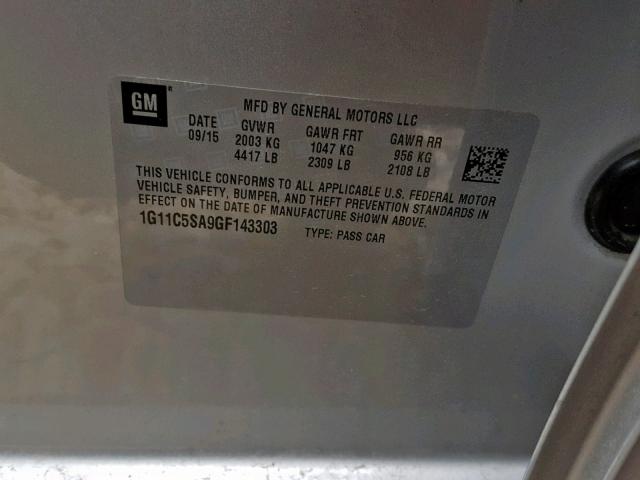 GM
MFD BY GENERAL MOTORS LLC
DATE GVWR GAWR FRT GAWR RR
09/15 2003 KG 1047 KG 956 KG
4417 LB 2309 LB 2108 LB
THIS VEHICLE CONFORMS TO ALL APPLICABLE U.S. FEDERAL MOTOR
VEHICLE SAFETY, BUMPER, AND THEFT PREVENTION STANDARDS IN
EFFECT ON THE DATE OF MANUFACTURE SHOWN ABOVE.
1G11C5SA9GF143303 TYPE: PASS CAR